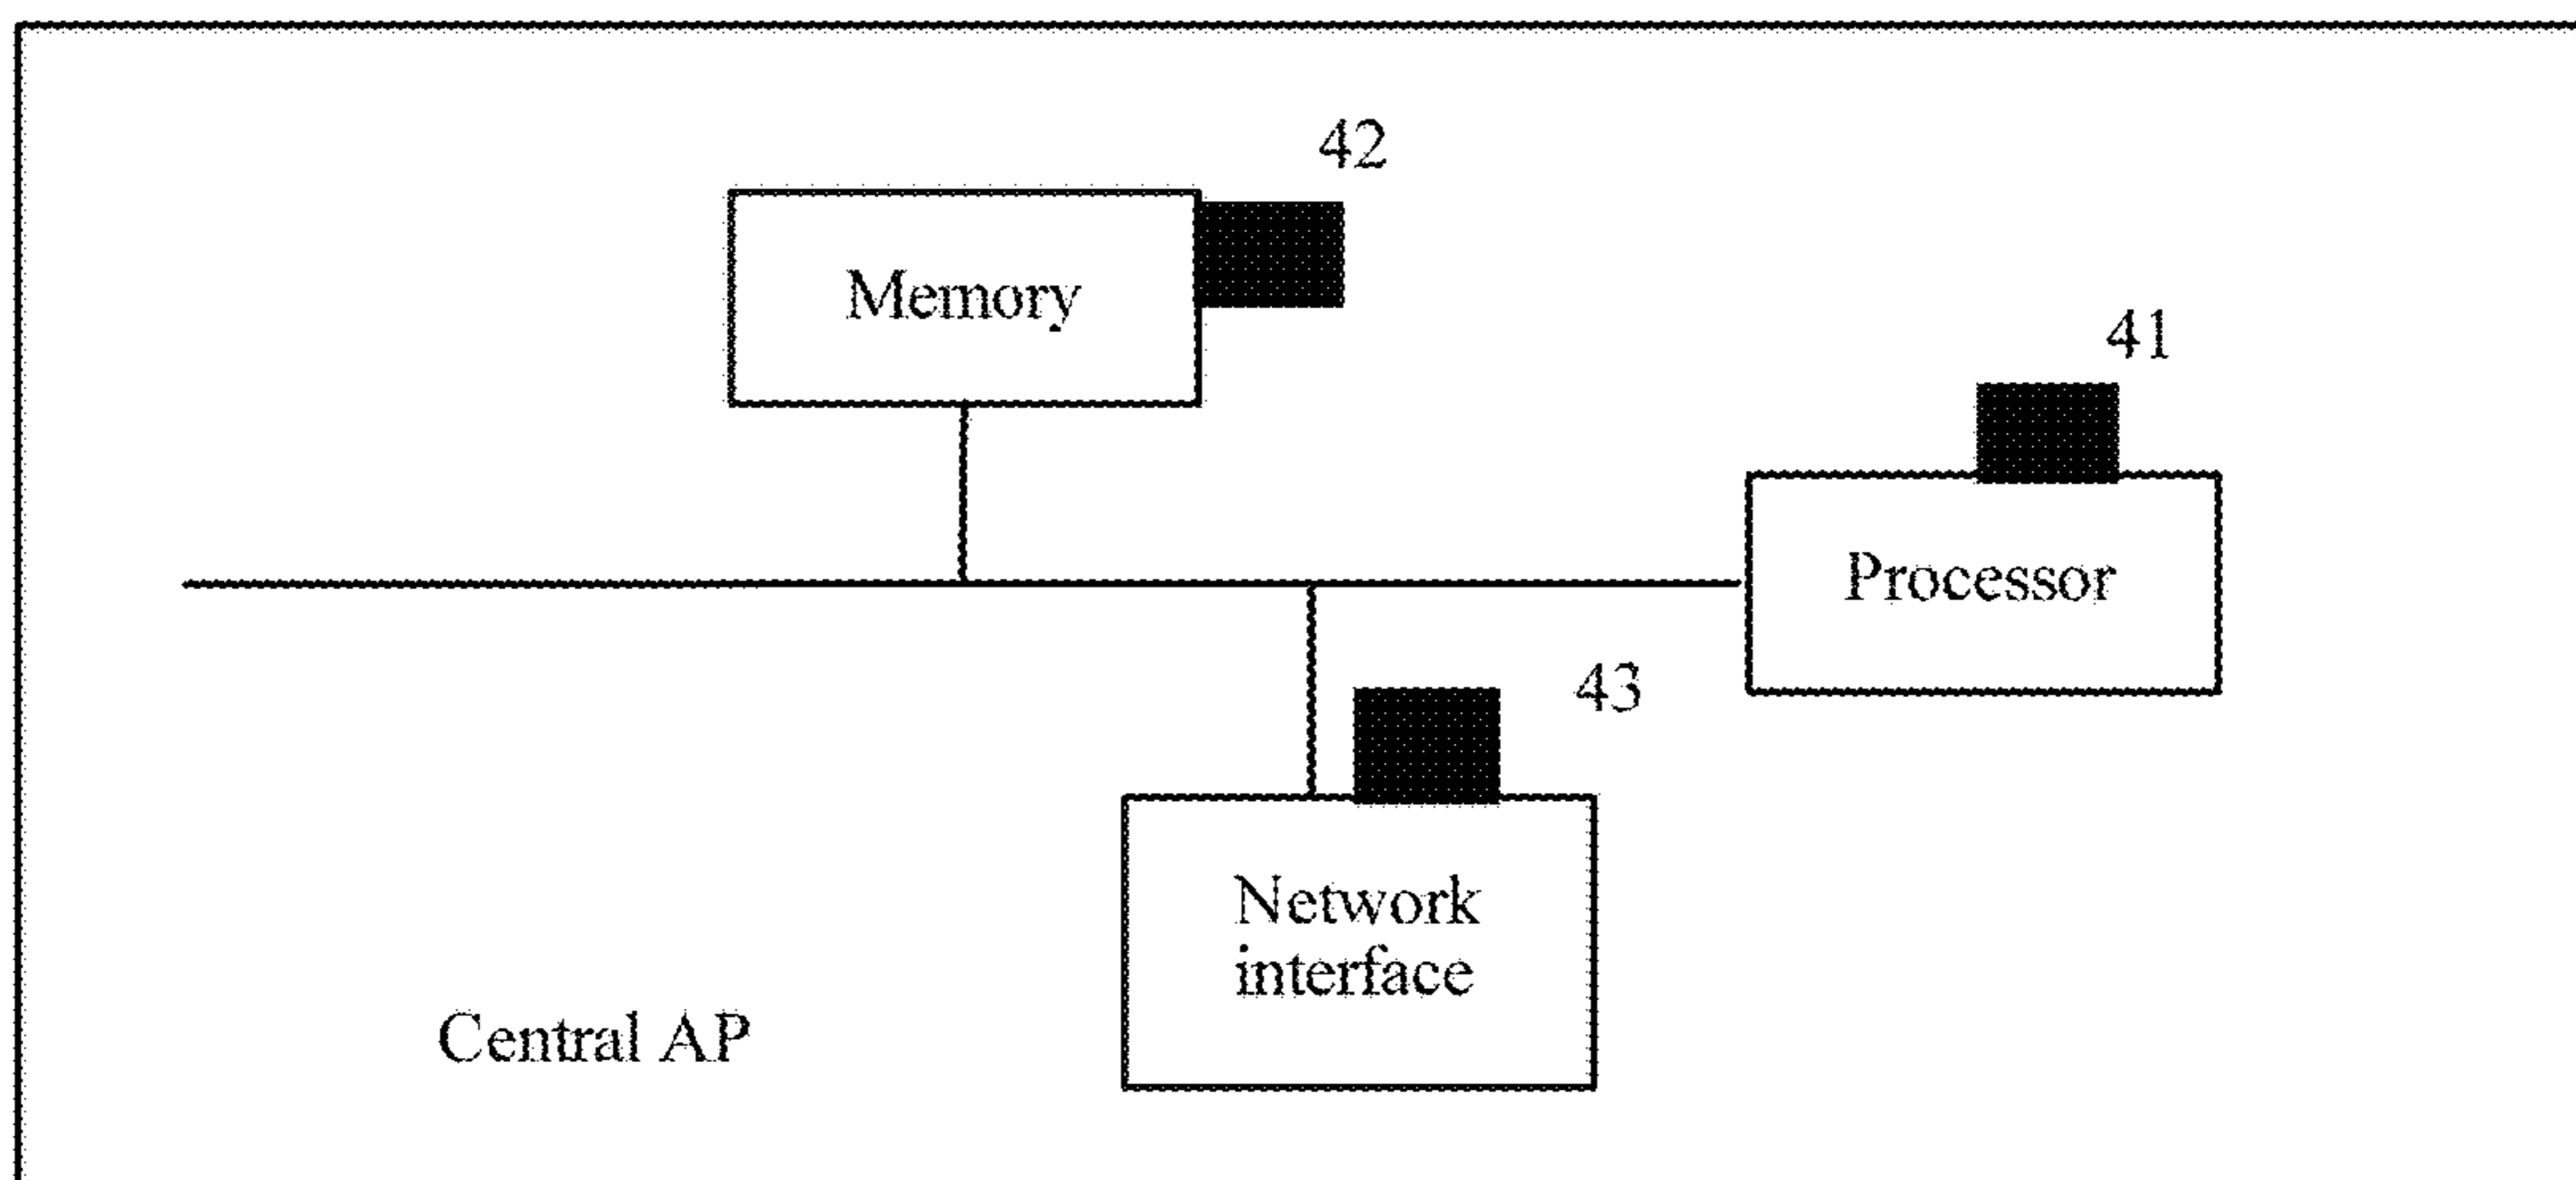 42
Memory
41
Processor
43
Network
interface
Central AP